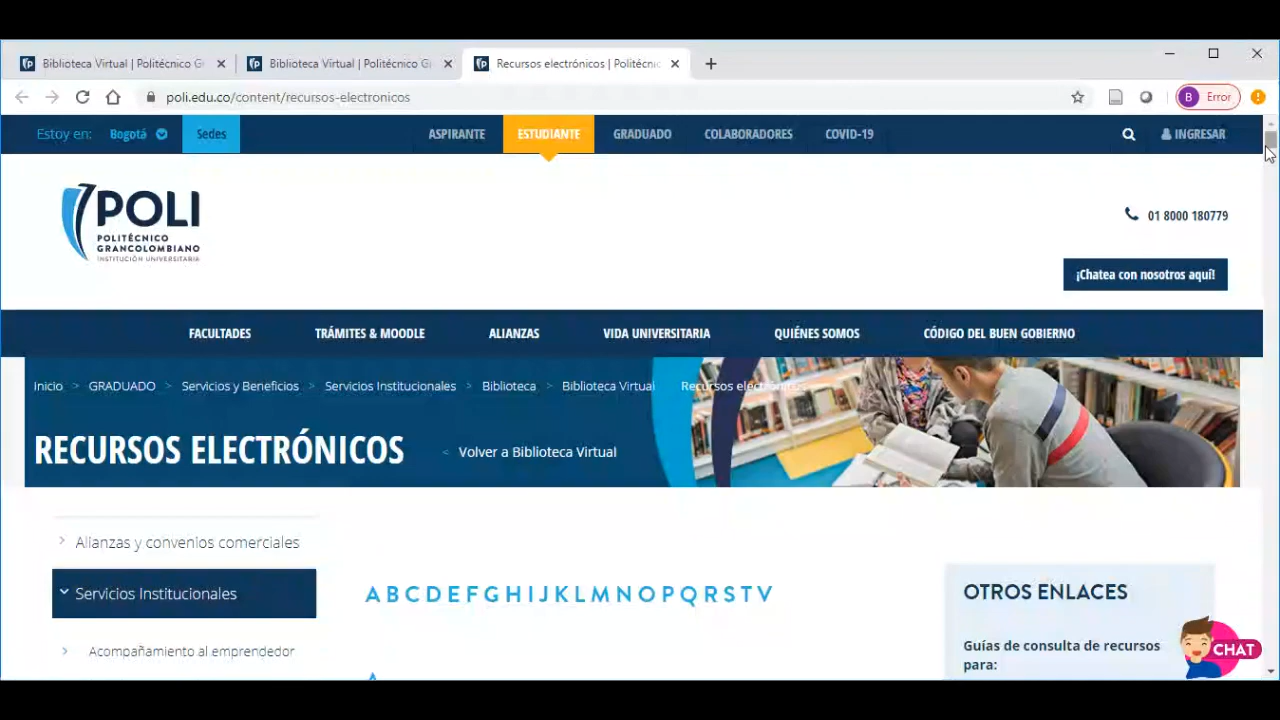 Biblioteca Virtual | Politécnico G
Biblioteca Virtual | Politécnico G
Recursos electrónicos | Politécnic
poli.edu.co/content/recursos-electronicos
B Error
Estoy en: Bogotá Sedes ASPIRANTE ESTUDIANTE GRADUADO COLABORADORES COVID-19 INGRESAR
POLI
POLITÉCNICO
GRANCOLOMBIANO
INSTITUCIÓN UNIVERSITARIA
01 8000 180779
¡Chatea con nosotros aquí!
FACULTADES TRÁMITES & MOODLE ALIANZAS VIDA UNIVERSITARIA QUIÉNES SOMOS CÓDIGO DEL BUEN GOBIERNO
Inicio > GRADUADO > Servicios y Beneficios > Servicios Institucionales > Biblioteca > Biblioteca Virtual Recursos electrónicos
RECURSOS ELECTRÓNICOS < Volver a Biblioteca Virtual
Alianzas y convenios comerciales
Servicios Institucionales
Acompañamiento al emprendedor
A B C D E F G H I J K L M N O P Q R S T V
OTROS ENLACES
Guías de consulta de recursos
para:
CHAT